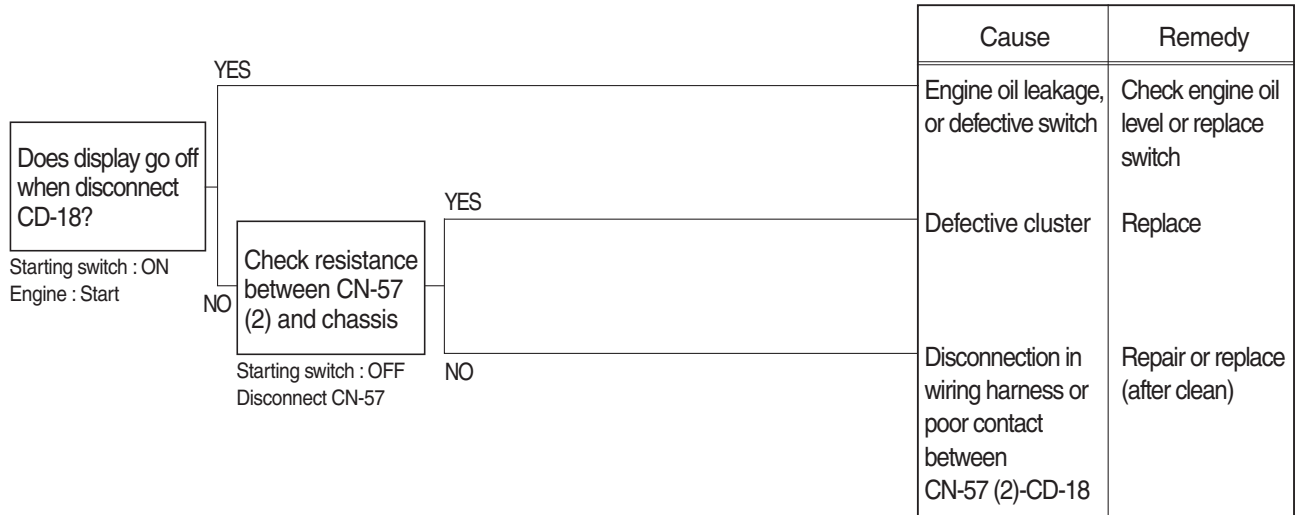 Cause
Remedy
YES
Engine oil leakage,
or defective switch
Check engine oil
level or replace
switch
Does display go off
when disconnect
CD-18?
Starting switch : ON
Engine : Start
YES
Defective cluster
Replace
NO
Check resistance
between CN-57
(2) and chassis
Starting switch : OFF
Disconnect CN-57
NO
Disconnection in
wiring harness or
poor contact
between
CN-57 (2)-CD-18
Repair or replace
(after clean)